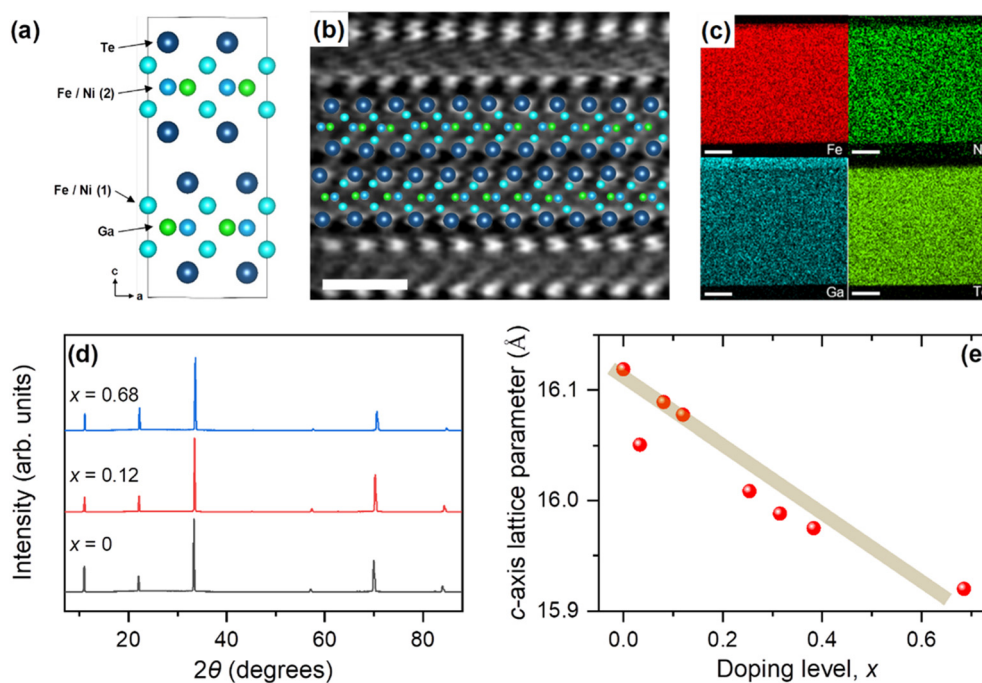 (a)
Te
Fe / Ni (2)
Fe / Ni (1)
Ga
c
a
(b)
(c)
Fe
N
Ga
T
(d)
x = 0.68
x = 0.12
x = 0
Intensity (arb. units)
20 40 60 80
2θ (degrees)
(e
c-axis lattice parameter (Å)
16.1
16.0
15.9
0.0 0.2 0.4 0.6
Doping level, x